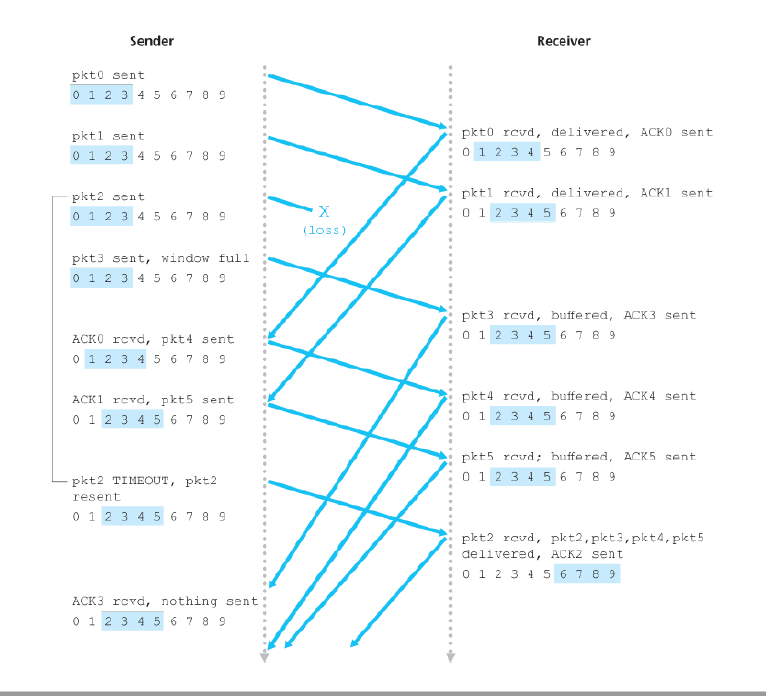 Sender
Receiver
pkt0 sent
0 1 2 3 4 5 6 7 8 9
pkt0 rcvd, delivered, ACK0 sent
0 1 2 3 4 5 6 7 8 9
pkt1 sent
0 1 2 3 4 5 6 7 8 9
pkt1 rcvd, delivered, ACK1 sent
0 1 2 3 4 5 6 7 8 9
pkt2 sent
0 1 2 3 4 5 6 7 8 9
X
(loss)
pkt3 sent, window full
0 1 2 3 4 5 6 7 8 9
pkt3 rcvd, buffered, ACK3 sent
0 1 2 3 4 5 6 7 8 9
ACK0 rcvd, pkt4 sent
0 1 2 3 4 5 6 7 8 9
pkt4 rcvd, buffered, ACK4 sent
0 1 2 3 4 5 6 7 8 9
ACK1 rcvd, pkt5 sent
0 1 2 3 4 5 6 7 8 9
pkt5 rcvd; buffered, ACK5 sent
0 1 2 3 4 5 6 7 8 9
pkt2 TIMEOUT, pkt2
resent
0 1 2 3 4 5 6 7 8 9
pkt2 rcvd, pkt2,pkt3,pkt4,pkt5
delivered, ACK2 sent
0 1 2 3 4 5 6 7 8 9
ACK3 rcvd, nothing sent
0 1 2 3 4 5 6 7 8 9